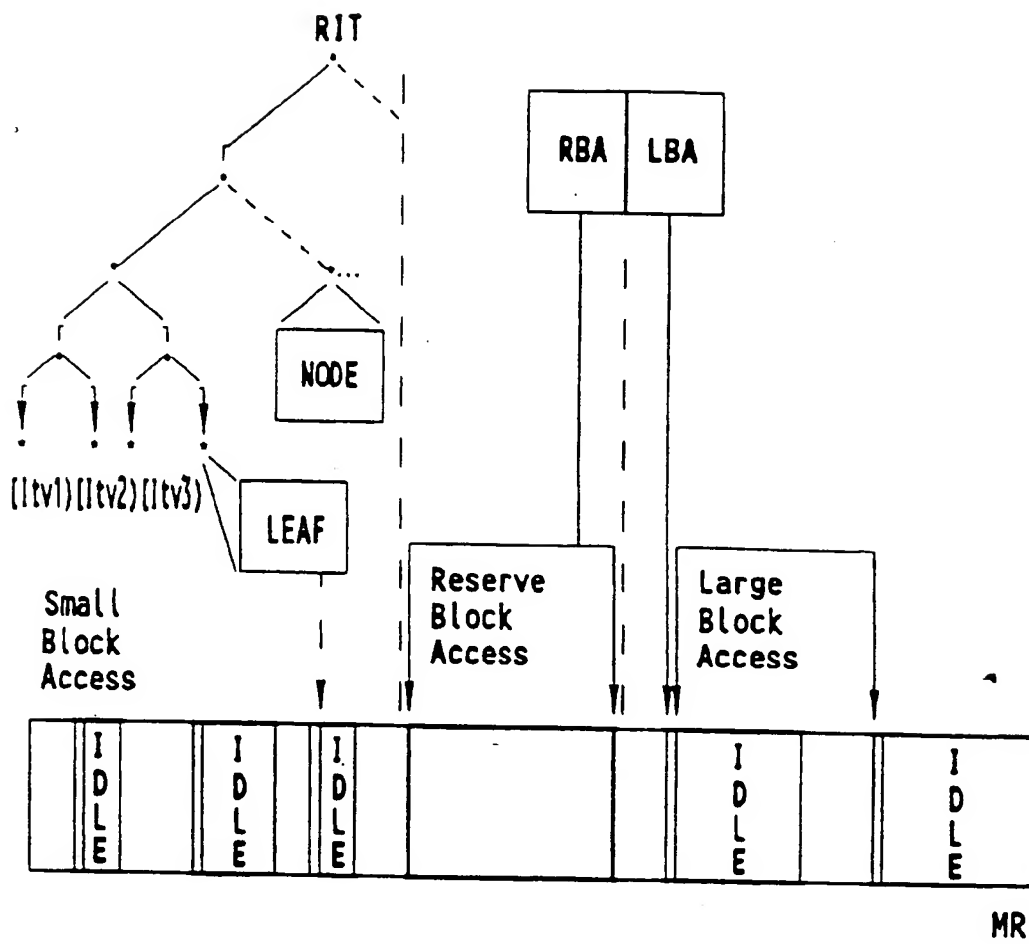 RIT
RBA LBA
...
NODE
[Itv1)[Itv2)[Itv3)
LEAF
Small
Block
Access
Reserve
Block
Access
Large
Block
Access
IDLE
IDLE
IDLE
IDLE
IDLE
MR